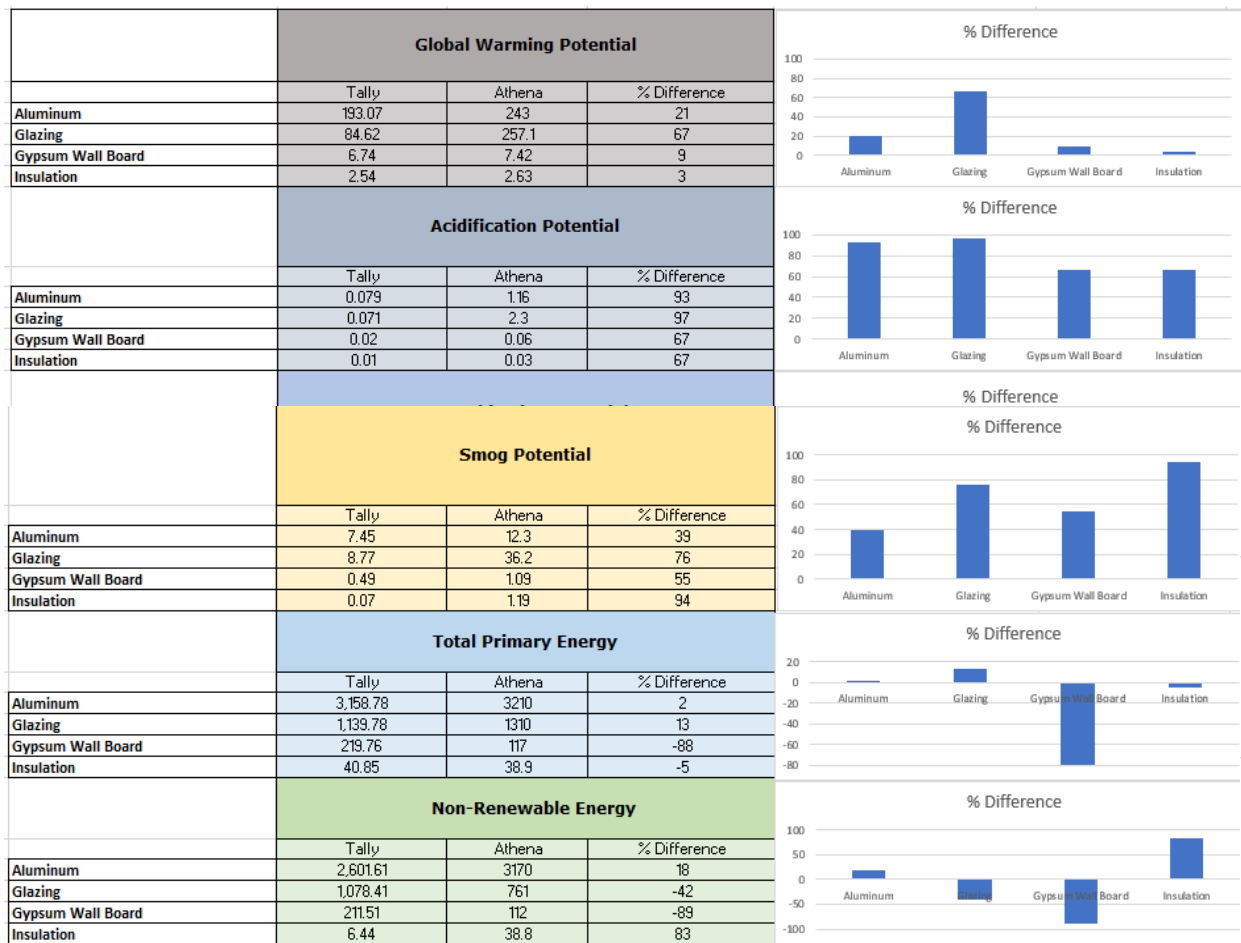 Global Warming Potential
Tally Athena % Difference
Aluminum 193.07 243 21
Glazing 84.62 257.1 67
Gypsum Wall Board 6.74 7.42 9
Insulation 2.54 2.63 3
% Difference
100
80
60
40
20
0
Aluminum Glazing Gypsum Wall Board Insulation
Acidification Potential
Tally Athena % Difference
Aluminum 0.079 1.16 93
Glazing 0.071 2.3 97
Gypsum Wall Board 0.02 0.06 67
Insulation 0.01 0.03 67
% Difference
100
80
60
40
20
0
Aluminum Glazing Gypsum Wall Board Insulation
% Difference
Smog Potential
Tally Athena % Difference
Aluminum 7.45 12.3 39
Glazing 8.77 36.2 76
Gypsum Wall Board 0.49 1.09 55
Insulation 0.07 1.19 94
% Difference
100
80
60
40
20
0
Aluminum Glazing Gypsum Wall Board Insulation
Total Primary Energy
Tally Athena % Difference
Aluminum 3,158.78 3210 2
Glazing 1,139.78 1310 13
Gypsum Wall Board 219.76 117 -88
Insulation 40.85 38.9 -5
% Difference
20
0
-20
-40
-60
-80
Aluminum Glazing Gypsum Wall Board Insulation
Non-Renewable Energy
Tally Athena % Difference
Aluminum 2,601.61 3170 18
Glazing 1,078.41 761 -42
Gypsum Wall Board 211.51 112 -89
Insulation 6.44 38.8 83
% Difference
100
50
0
-50
-100
Aluminum Glazing Gypsum Wall Board Insulation